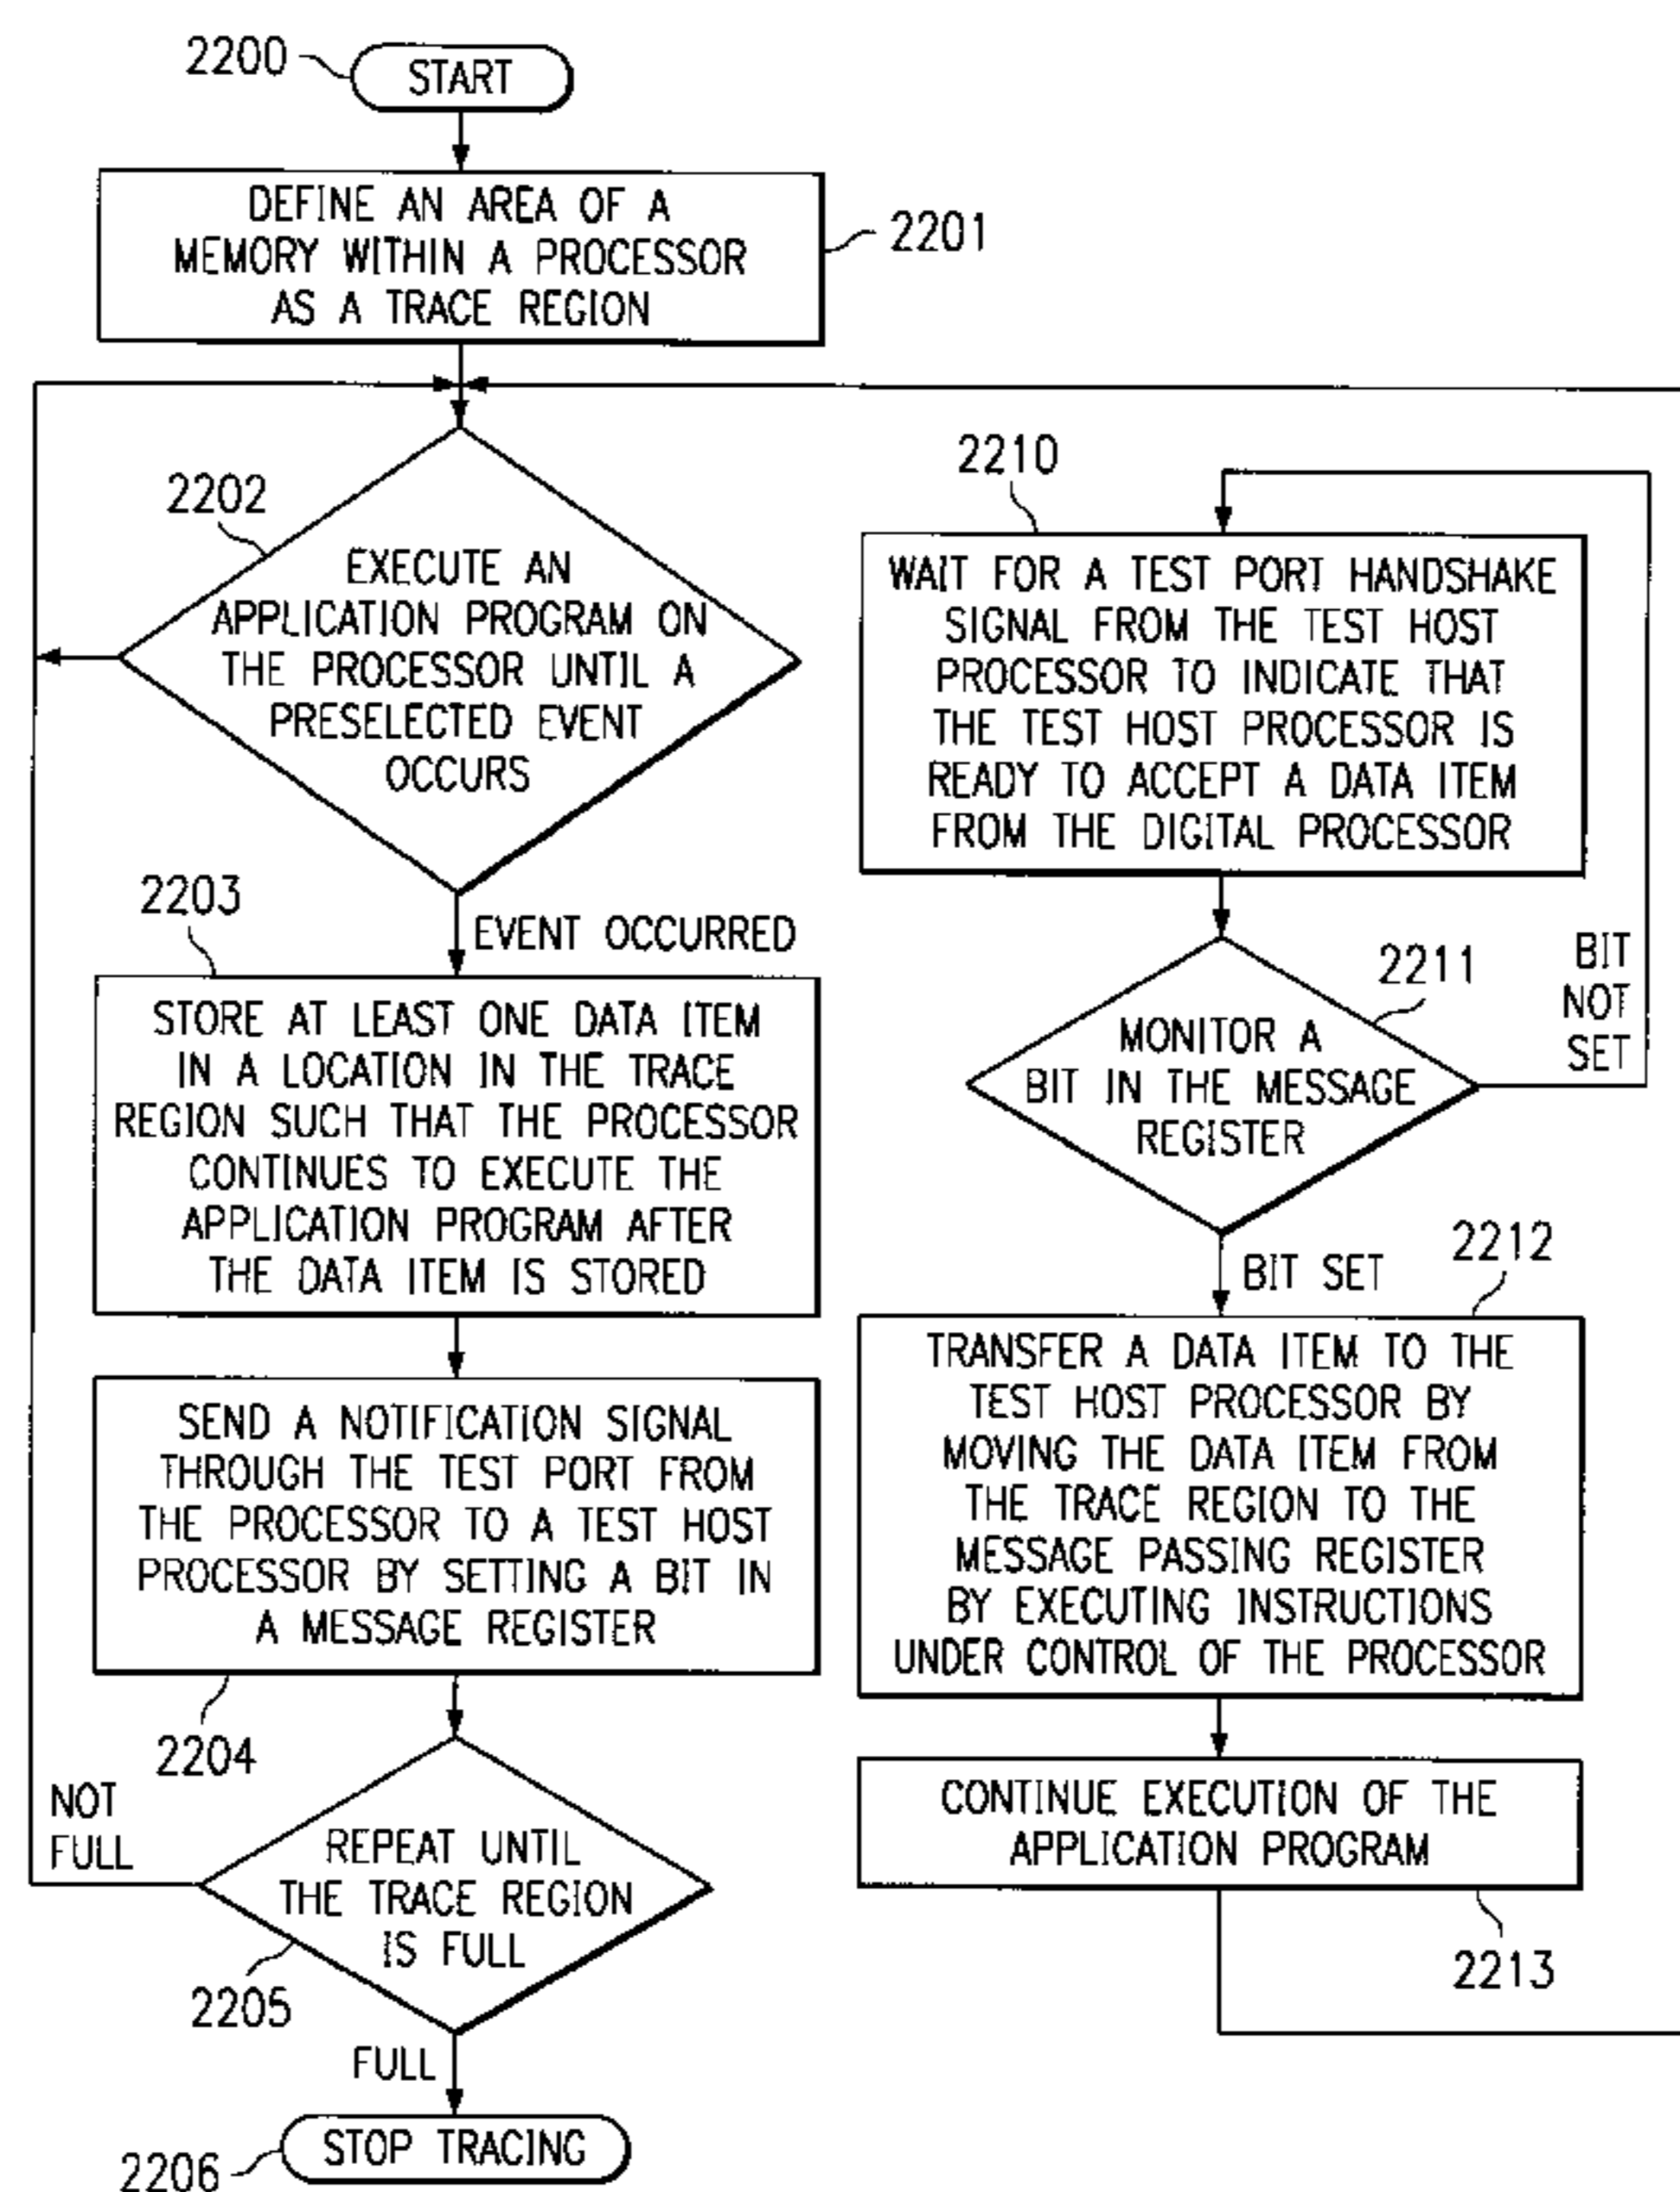 2200
START
DEFINE AN AREA OF A
MEMORY WITHIN A PROCESSOR
AS A TRACE REGION
2201
2202
EXECUTE AN
APPLICATION PROGRAM ON
THE PROCESSOR UNTIL A
PRESELECTED EVENT
OCCURS
EVENT OCCURRED
2203
STORE AT LEAST ONE DATA ITEM
IN A LOCATION IN THE TRACE
REGION SUCH THAT THE PROCESSOR
CONTINUES TO EXECUTE THE
APPLICATION PROGRAM AFTER
THE DATA ITEM IS STORED
SEND A NOTIFICATION SIGNAL
THROUGH THE TEST PORT FROM
THE PROCESSOR TO A TEST HOST
PROCESSOR BY SETTING A BIT IN
A MESSAGE REGISTER
2204
NOT
FULL
REPEAT UNTIL
THE TRACE REGION
IS FULL
2205
FULL
STOP TRACING
2206
2210
WAIT FOR A TEST PORT HANDSHAKE
SIGNAL FROM THE TEST HOST
PROCESSOR TO INDICATE THAT
THE TEST HOST PROCESSOR IS
READY TO ACCEPT A DATA ITEM
FROM THE DIGITAL PROCESSOR
2211
BIT
NOT
SET
MONITOR A
BIT IN THE MESSAGE
REGISTER
BIT SET
2212
TRANSFER A DATA ITEM TO THE
TEST HOST PROCESSOR BY
MOVING THE DATA ITEM FROM
THE TRACE REGION TO THE
MESSAGE PASSING REGISTER
BY EXECUTING INSTRUCTIONS
UNDER CONTROL OF THE PROCESSOR
CONTINUE EXECUTION OF THE
APPLICATION PROGRAM
2213